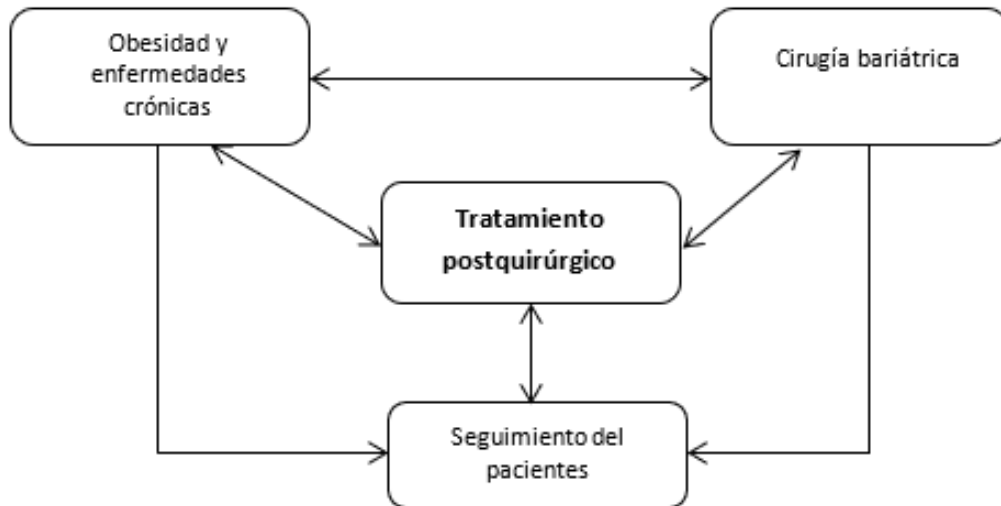 Obesidad y
enfermedades
crónicas
Cirugía bariátrica
Tratamiento
postquirúrgico
Seguimiento del
pacientes